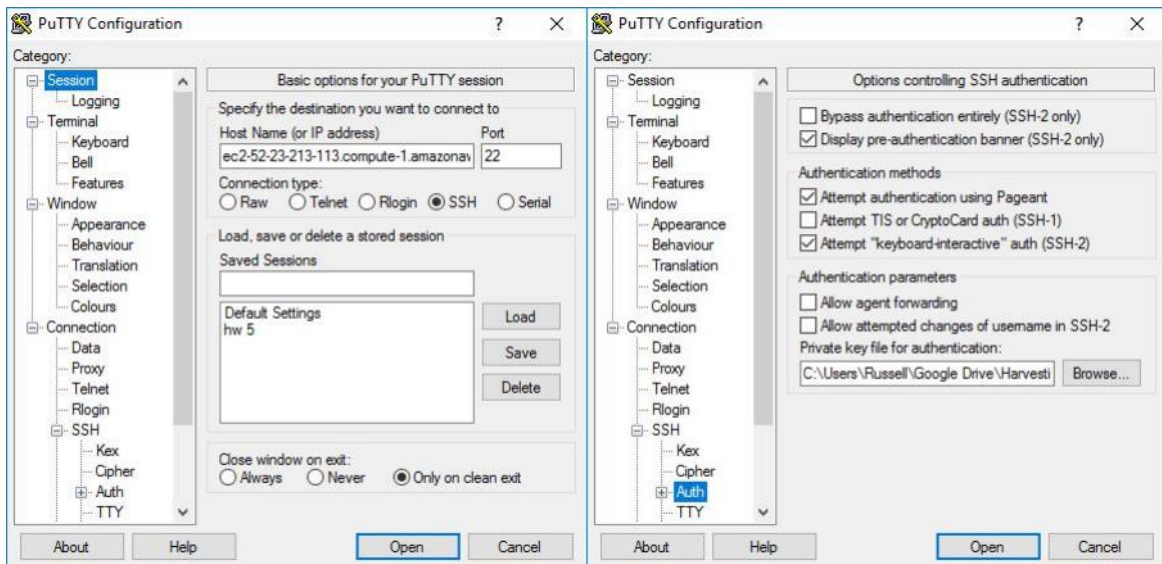 PuTTY Configuration
Category:
Session
Logging
Terminal
Keyboard
Bell
Features
Window
Appearance
Behaviour
Translation
Selection
Colours
Connection
Data
Proxy
Telnet
Rlogin
SSH
Kex
Cipher
Auth
TTY
Basic options for your PuTTY session
Specify the destination you want to connect to
Host Name (or IP address) Port
ec2-52-23-213-113.compute-1.amazonav 22
Connection type:
Raw Telnet Rlogin SSH Serial
Load, save or delete a stored session
Saved Sessions
Default Settings
hw 5
Load
Save
Delete
Close window on exit:
Always Never Only on clean exit
About Help Open Cancel
PuTTY Configuration
Category:
Session
Logging
Terminal
Keyboard
Bell
Features
Window
Appearance
Behaviour
Translation
Selection
Colours
Connection
Data
Proxy
Telnet
Rlogin
SSH
Kex
Cipher
Auth
TTY
Options controlling SSH authentication
Bypass authentication entirely (SSH-2 only)
Display pre-authentication banner (SSH-2 only)
Authentication methods
Attempt authentication using Pageant
Attempt TIS or CryptoCard auth (SSH-1)
Attempt "keyboard-interactive" auth (SSH-2)
Authentication parameters
Allow agent forwarding
Allow attempted changes of username in SSH-2
Private key file for authentication:
C:\Users\Russell\Google Drive\Harvesti Browse...
About Help Open Cancel